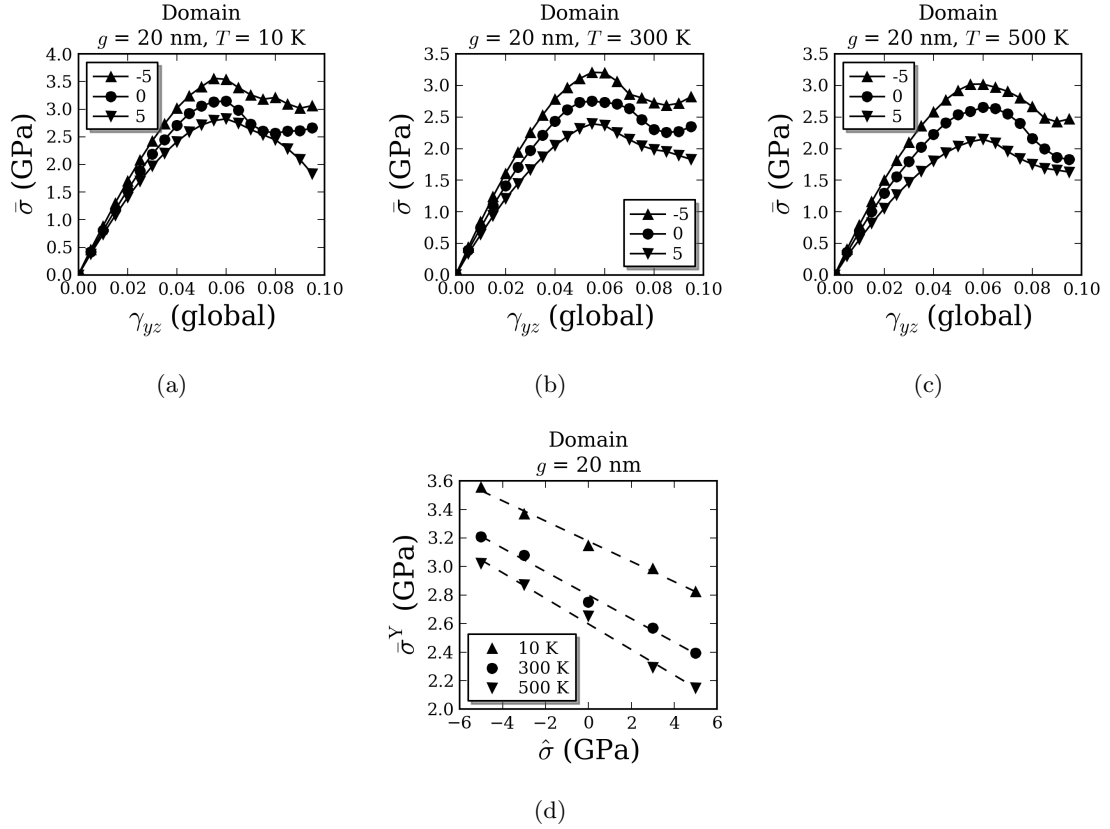 Domain
g = 20 nm, T = 10 K
4.0
3.5
3.0
2.5
2.0
1.5
1.0
0.5
0.0
σ̄ (GPa)
-5
0
5
0.00 0.02 0.04 0.06 0.08 0.10
γyz (global)
(a)
Domain
g = 20 nm, T = 300 K
3.5
3.0
2.5
2.0
1.5
1.0
0.5
0.0
σ̄ (GPa)
-5
0
5
0.00 0.02 0.04 0.06 0.08 0.10
γyz (global)
(b)
Domain
g = 20 nm, T = 500 K
3.5
3.0
2.5
2.0
1.5
1.0
0.5
0.0
σ̄ (GPa)
-5
0
5
0.00 0.02 0.04 0.06 0.08 0.10
γyz (global)
(c)
Domain
g = 20 nm
3.6
3.4
3.2
3.0
2.8
2.6
2.4
2.2
2.0
σ̄Y (GPa)
10 K
300 K
500 K
−6 −4 −2 0 2 4 6
σ̂ (GPa)
(d)